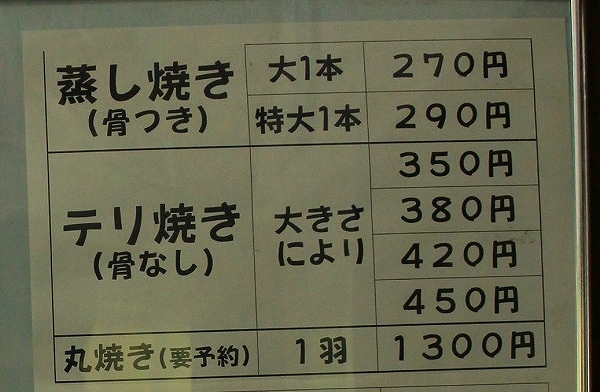 蒸し焼き
(骨つき)
大1本 270円
特大1本 290円
テリ焼き
(骨なし)
大きさ
により
350円
380円
420円
450円
丸焼き(要予約) 1羽 1300円